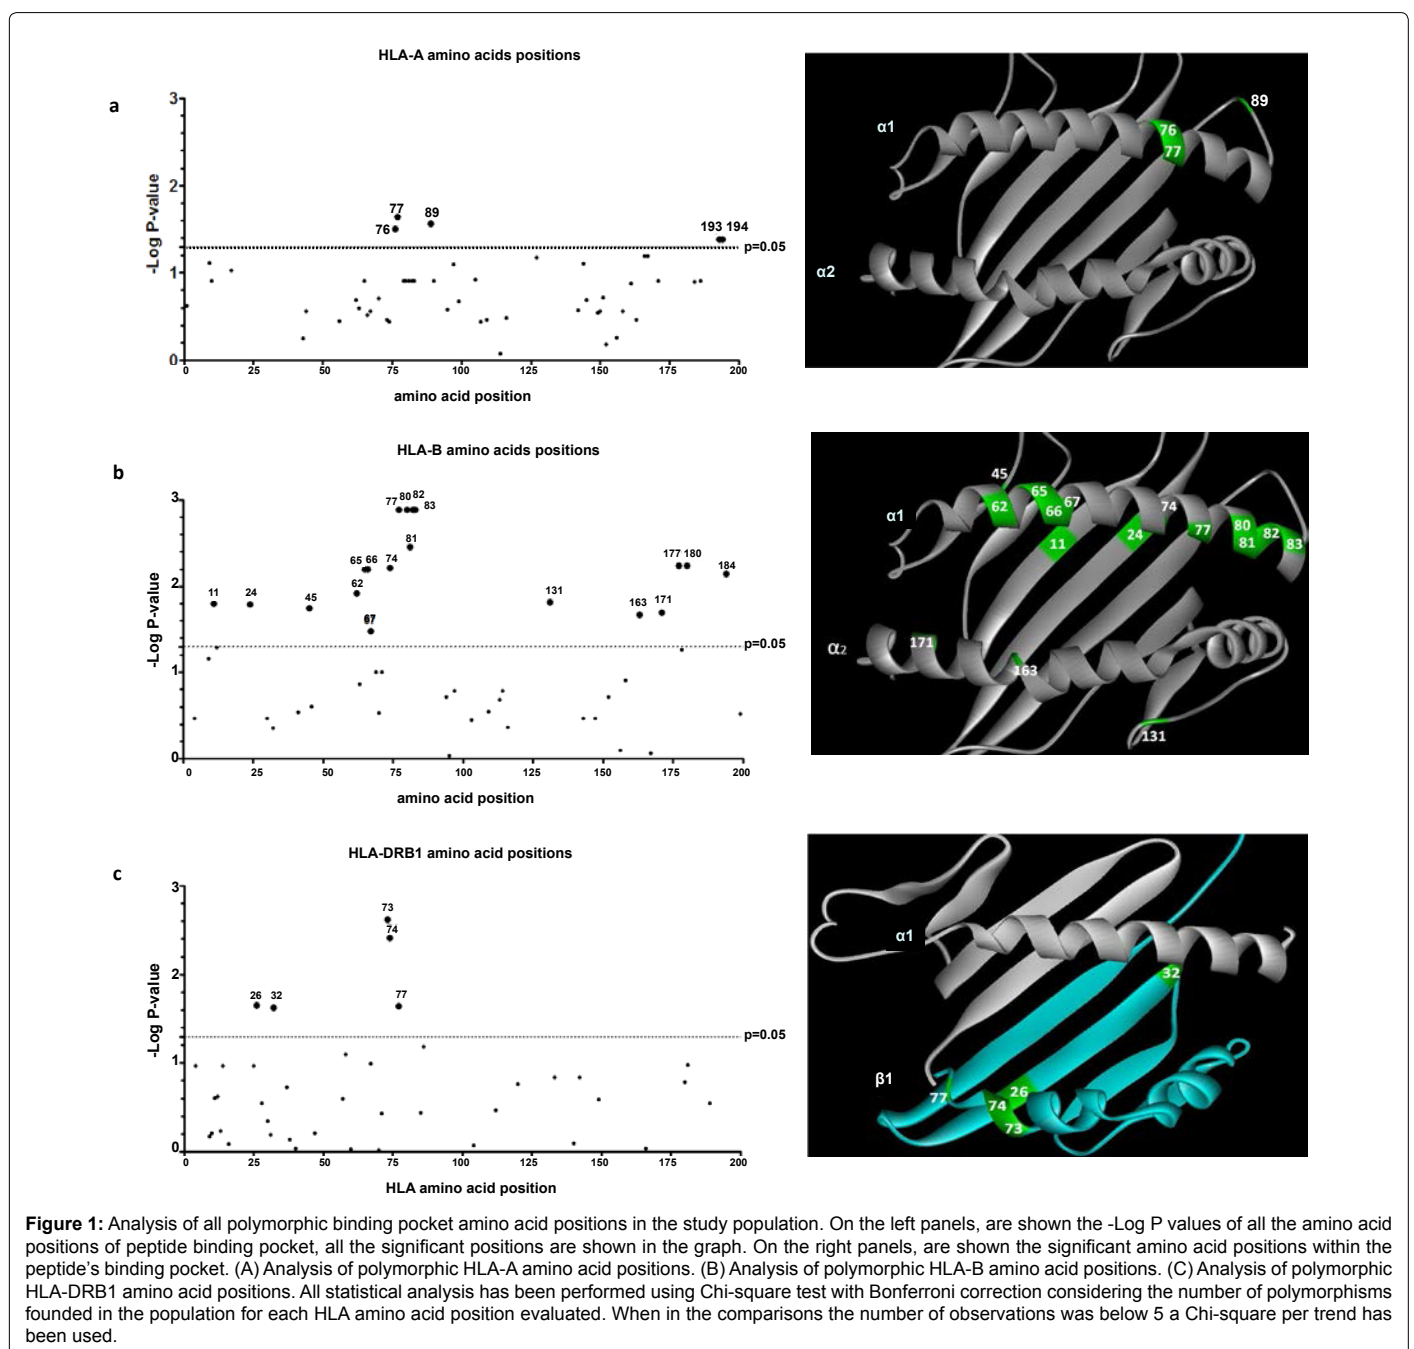 HLA-A amino acids positions
a
3
2
1
0
-Log P-value
77
76
89
193 194
p=0.05
0 25 50 75 100 125 150 175 200
amino acid position
α1
α2
76
77
89
HLA-B amino acids positions
b
3
2
1
0
-Log P-value
77 80 82
83
81
65 66 74
62
67
11 24 45
131
163 171
177 180
184
p=0.05
0 25 50 75 100 125 150 175 200
amino acid position
45
65
62 66 67
74
α1
11
24
77
80
81
82
83
α2
171
163
131
HLA-DRB1 amino acid positions
c
3
2
1
0
-Log P-value
73
74
26 32
77
p=0.05
0 25 50 75 100 125 150 175 200
HLA amino acid position
α1
32
β1
77
26
74
73
Figure 1: Analysis of all polymorphic binding pocket amino acid positions in the study population. On the left panels, are shown the -Log P values of all the amino acid
positions of peptide binding pocket, all the significant positions are shown in the graph. On the right panels, are shown the significant amino acid positions within the
peptide's binding pocket. (A) Analysis of polymorphic HLA-A amino acid positions. (B) Analysis of polymorphic HLA-B amino acid positions. (C) Analysis of polymorphic
HLA-DRB1 amino acid positions. All statistical analysis has been performed using Chi-square test with Bonferroni correction considering the number of polymorphisms
founded in the population for each HLA amino acid position evaluated. When in the comparisons the number of observations was below 5 a Chi-square per trend has
been used.